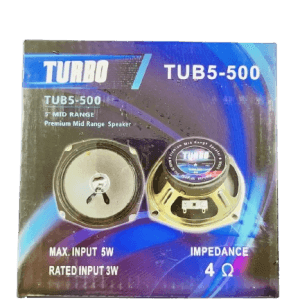 TURBO
TUB5-500
TUB5-500
5" MID RANGE
Premium Mid Range Speaker
TURBO
MAX. INPUT 5W
RATED INPUT 3W
IMPEDANCE
4 Ω